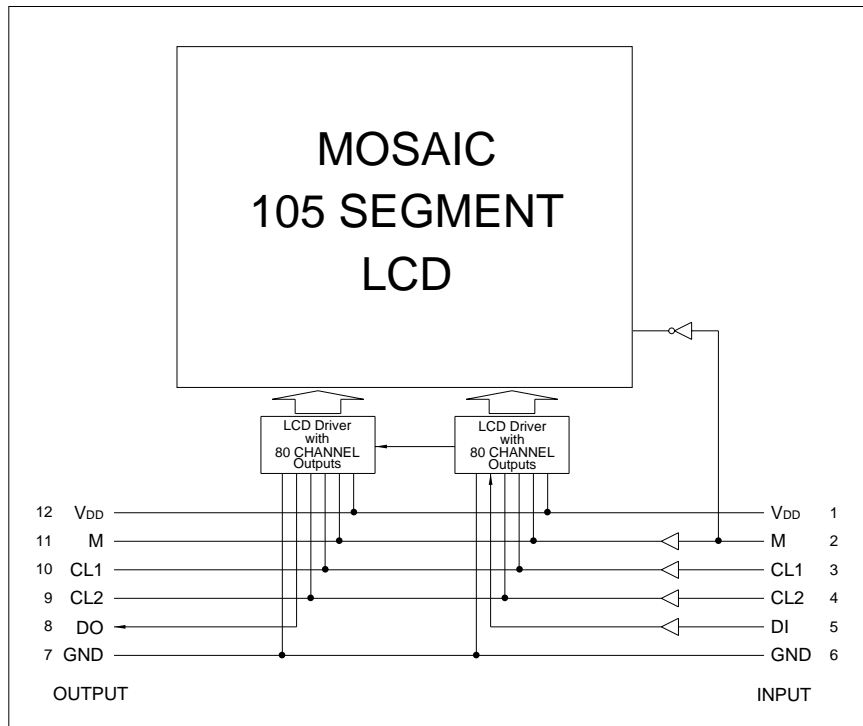 MOSAIC
105 SEGMENT
LCD
LCD Driver
with
80 CHANNEL
Outputs
LCD Driver
with
80 CHANNEL
Outputs
12 VDD VDD 1
11 M M 2
10 CL1 CL1 3
9 CL2 CL2 4
8 DO DI 5
7 GND GND 6
OUTPUT INPUT